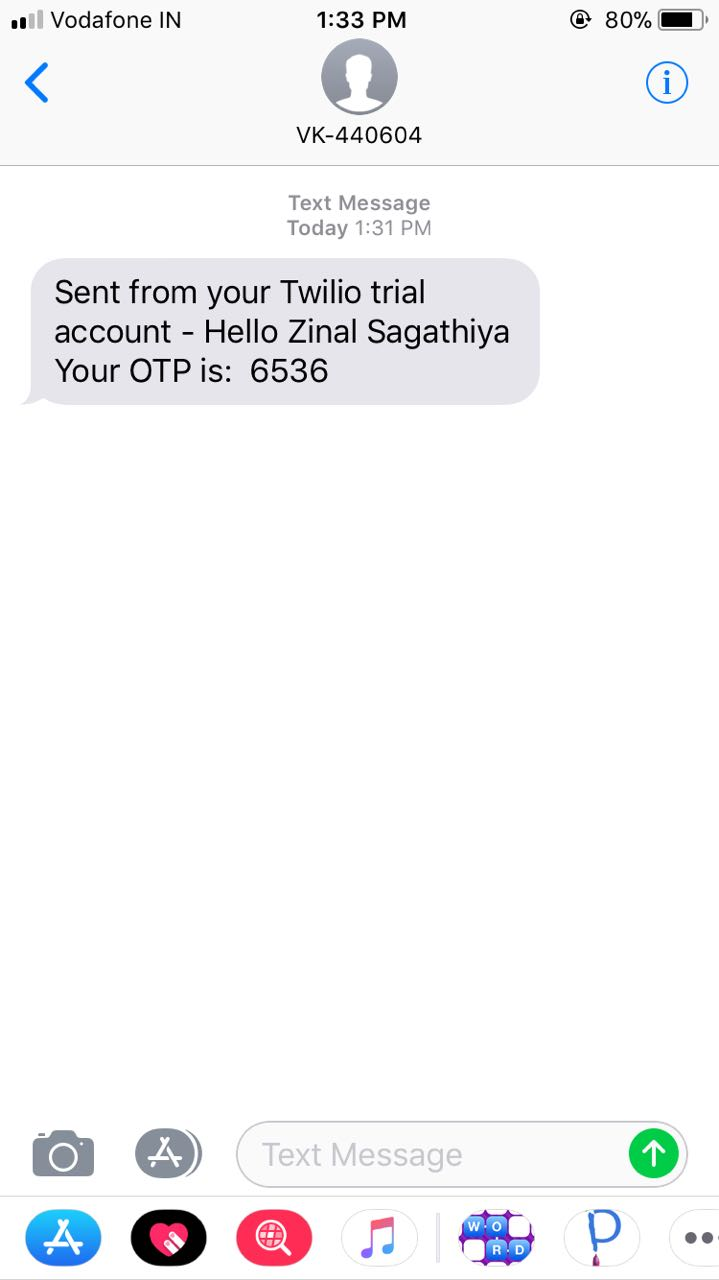 Vodafone IN 1:33 PM 80%
VK-440604
Text Message
Today 1:31 PM
Sent from your Twilio trial
account - Hello Zinal Sagathiya
Your OTP is:  6536
Text Message
W O
R D
P